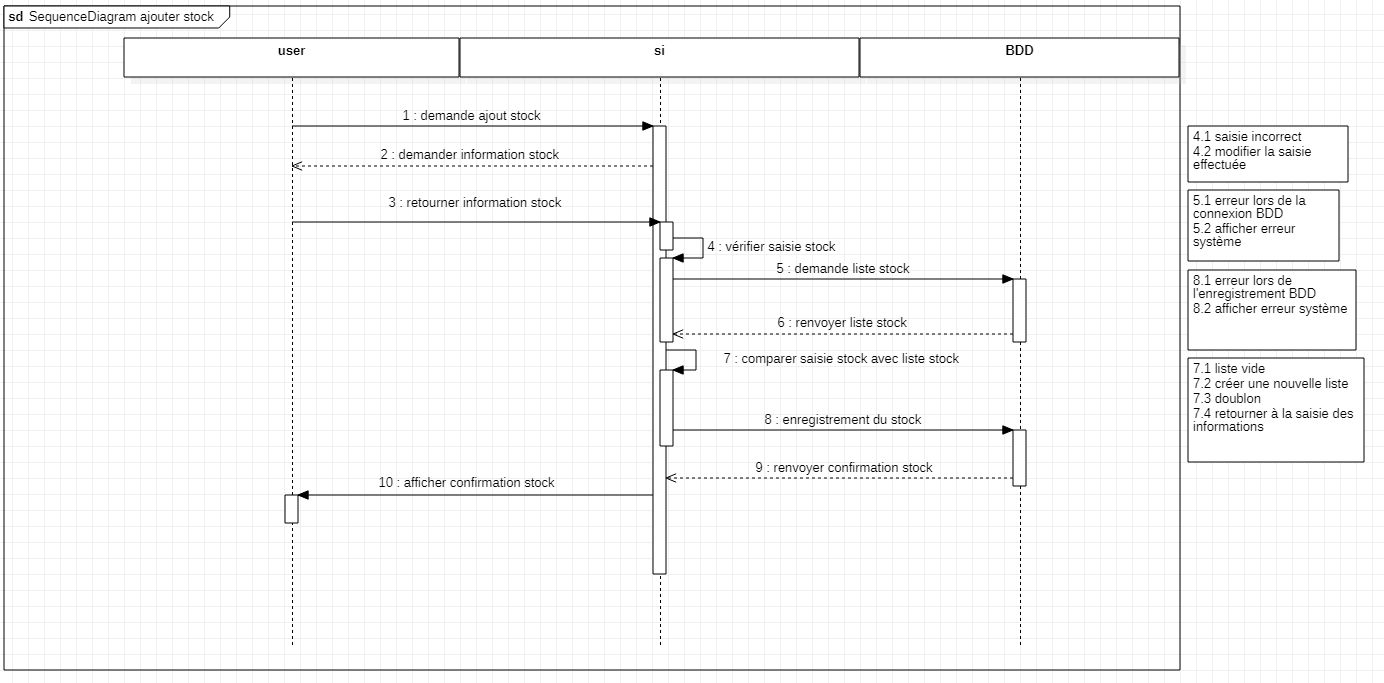 sd SequenceDiagram ajouter stock
user
si
BDD
1 : demande ajout stock
2 : demander information stock
3 : retourner information stock
4 : vérifier saisie stock
5 : demande liste stock
6 : renvoyer liste stock
7 : comparer saisie stock avec liste stock
8 : enregistrement du stock
9 : renvoyer confirmation stock
10 : afficher confirmation stock
4.1 saisie incorrect
4.2 modifier la saisie
effectuée
5.1 erreur lors de la
connexion BDD
5.2 afficher erreur
système
8.1 erreur lors de
l'enregistrement BDD
8.2 afficher erreur système
7.1 liste vide
7.2 créer une nouvelle liste
7.3 doublon
7.4 retourner à la saisie des
informations